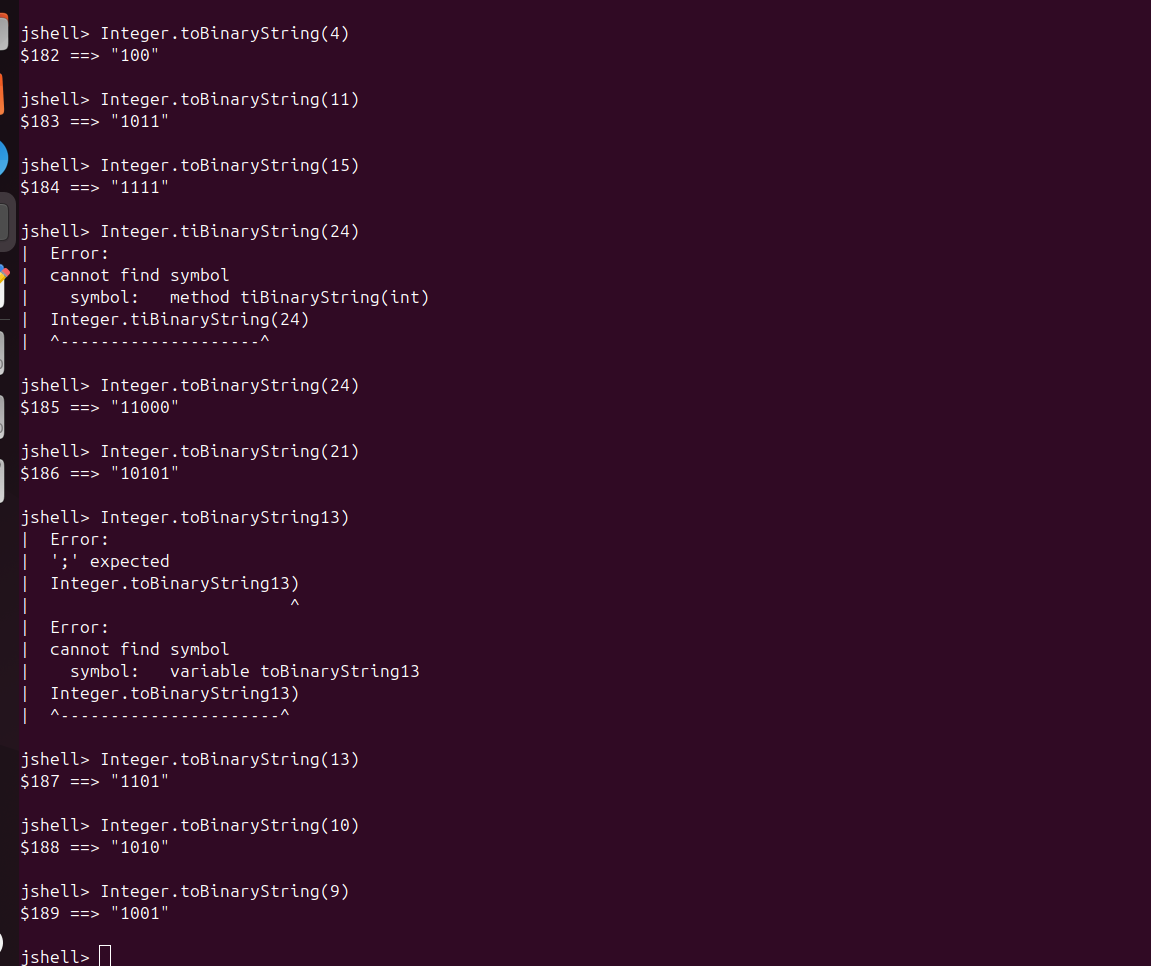 jshell> Integer.toBinaryString(4)
$182 ==> "100"
jshell> Integer.toBinaryString(11)
$183 ==> "1011"
jshell> Integer.toBinaryString(15)
$184 ==> "1111"
jshell> Integer.tiBinaryString(24)
|  Error:
|  cannot find symbol
|    symbol:   method tiBinaryString(int)
|  Integer.tiBinaryString(24)
|  ^--------------------^
jshell> Integer.toBinaryString(24)
$185 ==> "11000"
jshell> Integer.toBinaryString(21)
$186 ==> "10101"
jshell> Integer.toBinaryString13)
|  Error:
|  ';' expected
|  Integer.toBinaryString13)
|                          ^
|  Error:
|  cannot find symbol
|    symbol:   variable toBinaryString13
|  Integer.toBinaryString13)
|  ^----------------------^
jshell> Integer.toBinaryString(13)
$187 ==> "1101"
jshell> Integer.toBinaryString(10)
$188 ==> "1010"
jshell> Integer.toBinaryString(9)
$189 ==> "1001"
jshell>